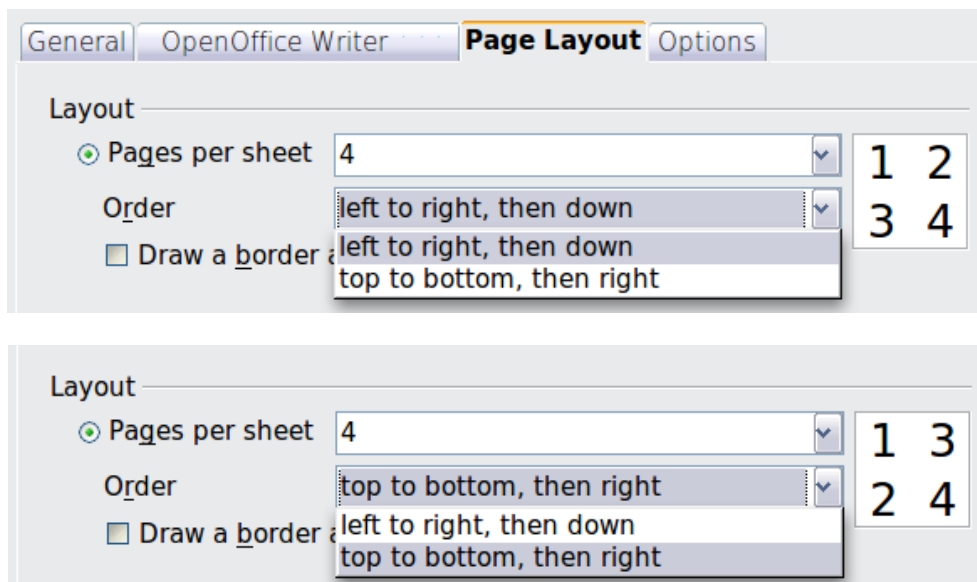 General OpenOffice Writer Page Layout Options
Layout
Pages per sheet 4
1 2
Order left to right, then down
3 4
Draw a border
left to right, then down
top to bottom, then right
Layout
Pages per sheet 4
1 3
Order top to bottom, then right
2 4
Draw a border
left to right, then down
top to bottom, then right